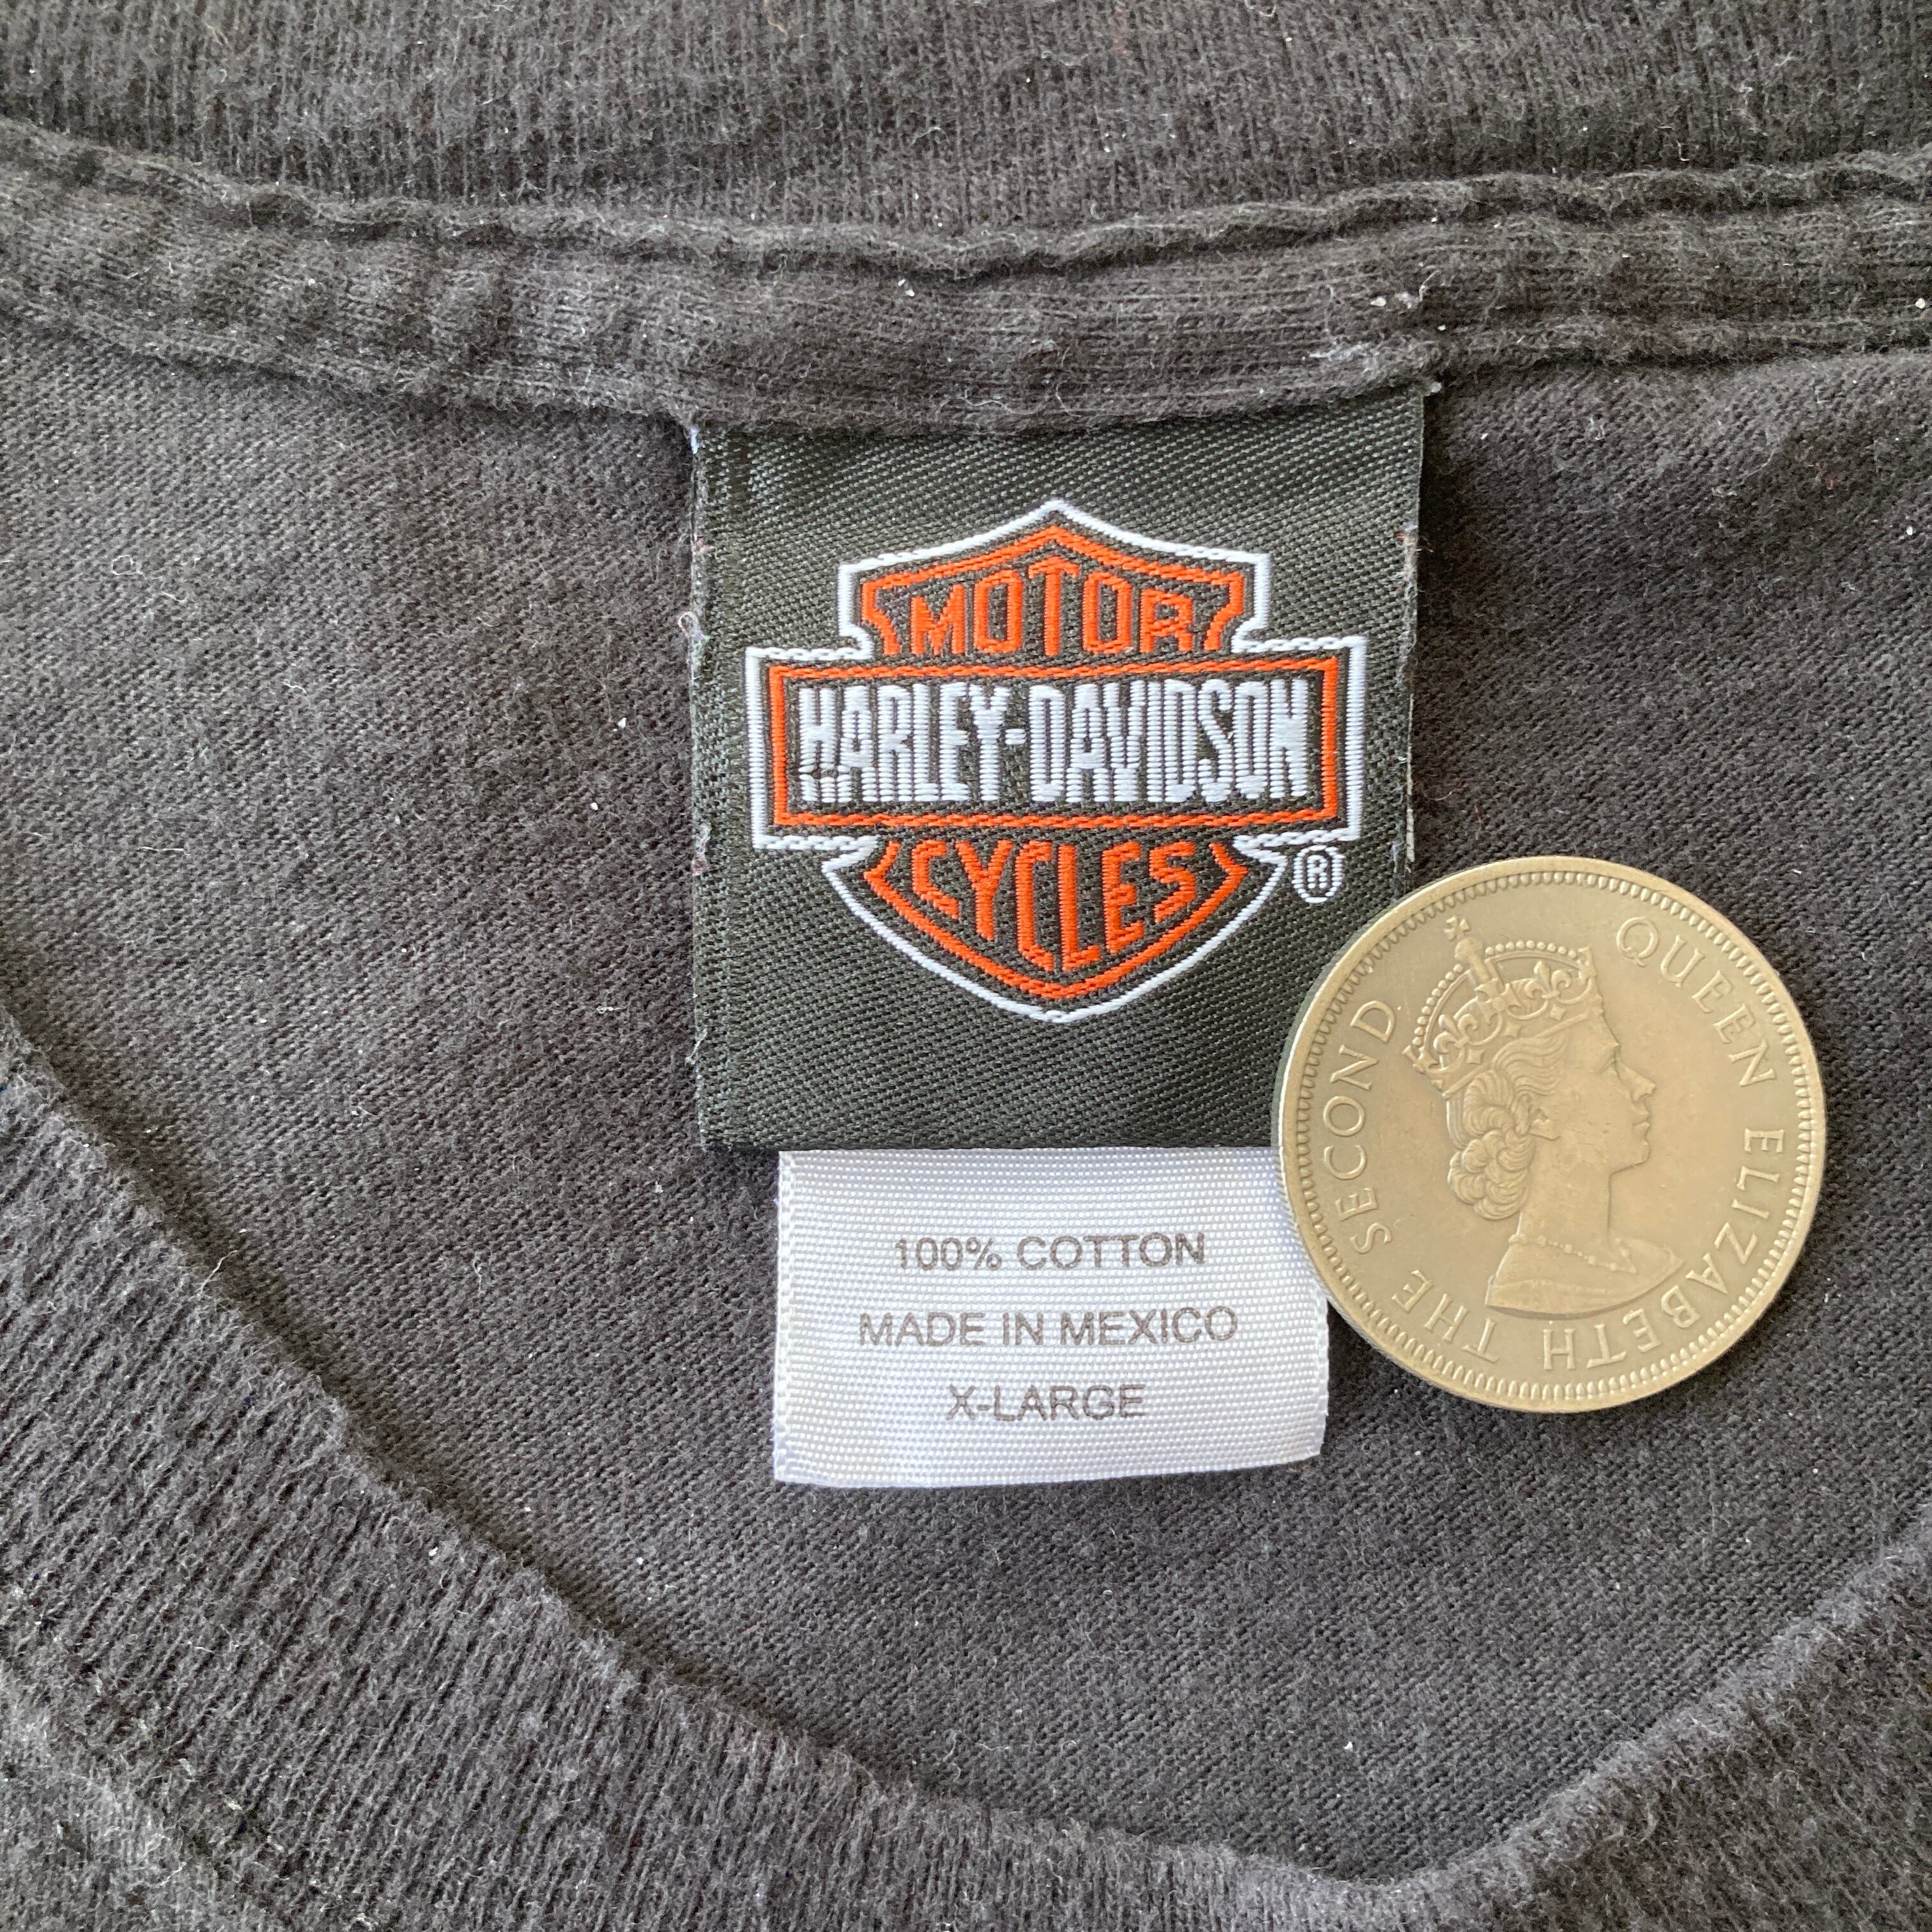 MOTOR
HARLEY-DAVIDSON
CYCLES
®
100% COTTON
MADE IN MEXICO
X-LARGE
QUEEN ELIZABETH THE SECOND